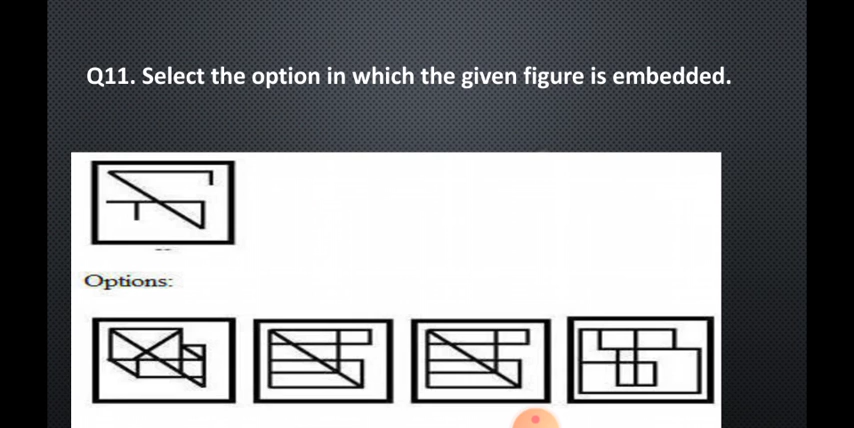 Q11. Select the option in which the given figure is embedded.
Options: